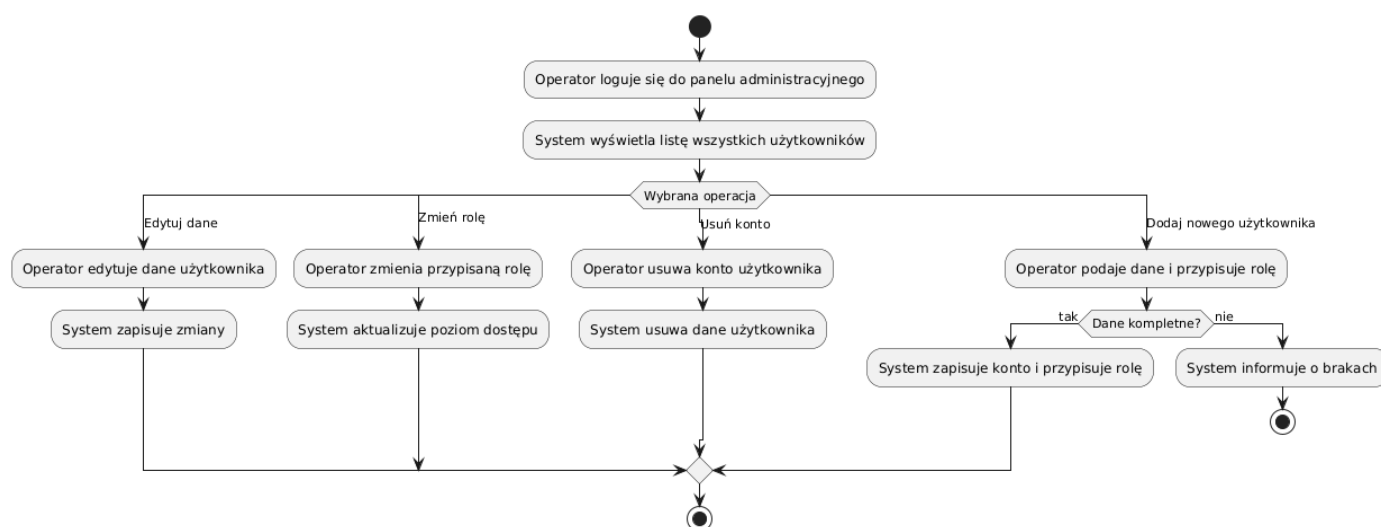 Operator loguje się do panelu administracyjnego
System wyświetla listę wszystkich użytkowników
Wybrana operacja
Edytuj dane
Zmień rolę
Usuń konto
Dodaj nowego użytkownika
Operator edytuje dane użytkownika
Operator zmienia przypisaną rolę
Operator usuwa konto użytkownika
Operator podaje dane i przypisuje rolę
System zapisuje zmiany
System aktualizuje poziom dostępu
System usuwa dane użytkownika
tak
Dane kompletne?
nie
System zapisuje konto i przypisuje rolę
System informuje o brakach